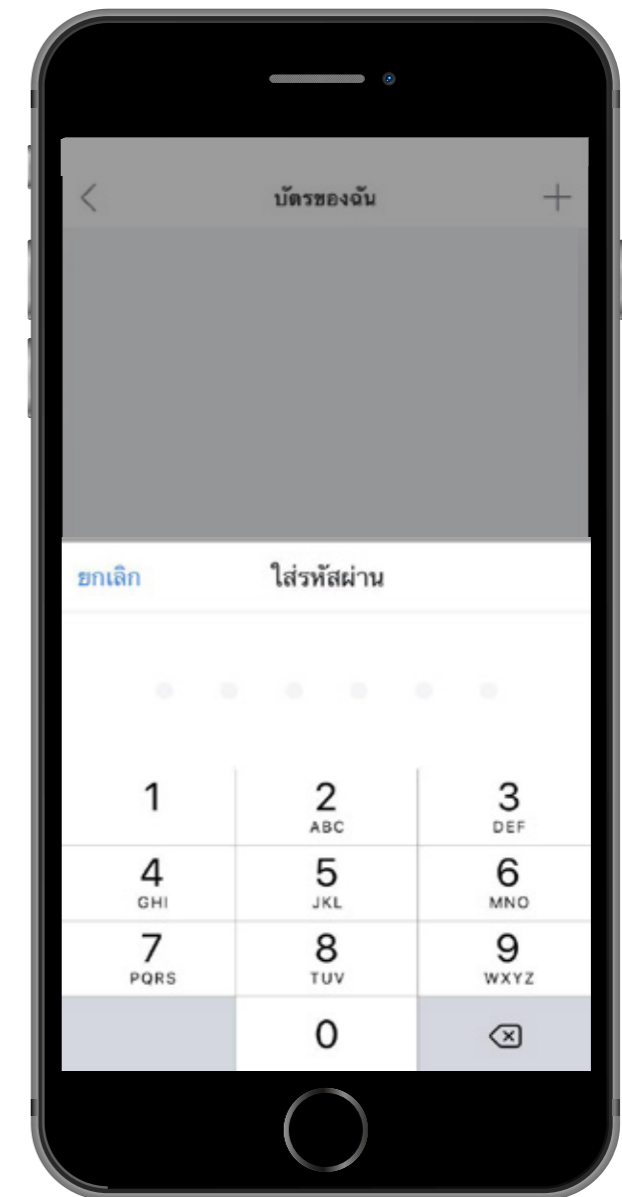 บัตรของฉัน
ยกเลิก ใส่รหัสผ่าน
1 2 3
ABC DEF
4 5 6
GHI JKL MNO
7 8 9
PQRS TUV WXYZ
0